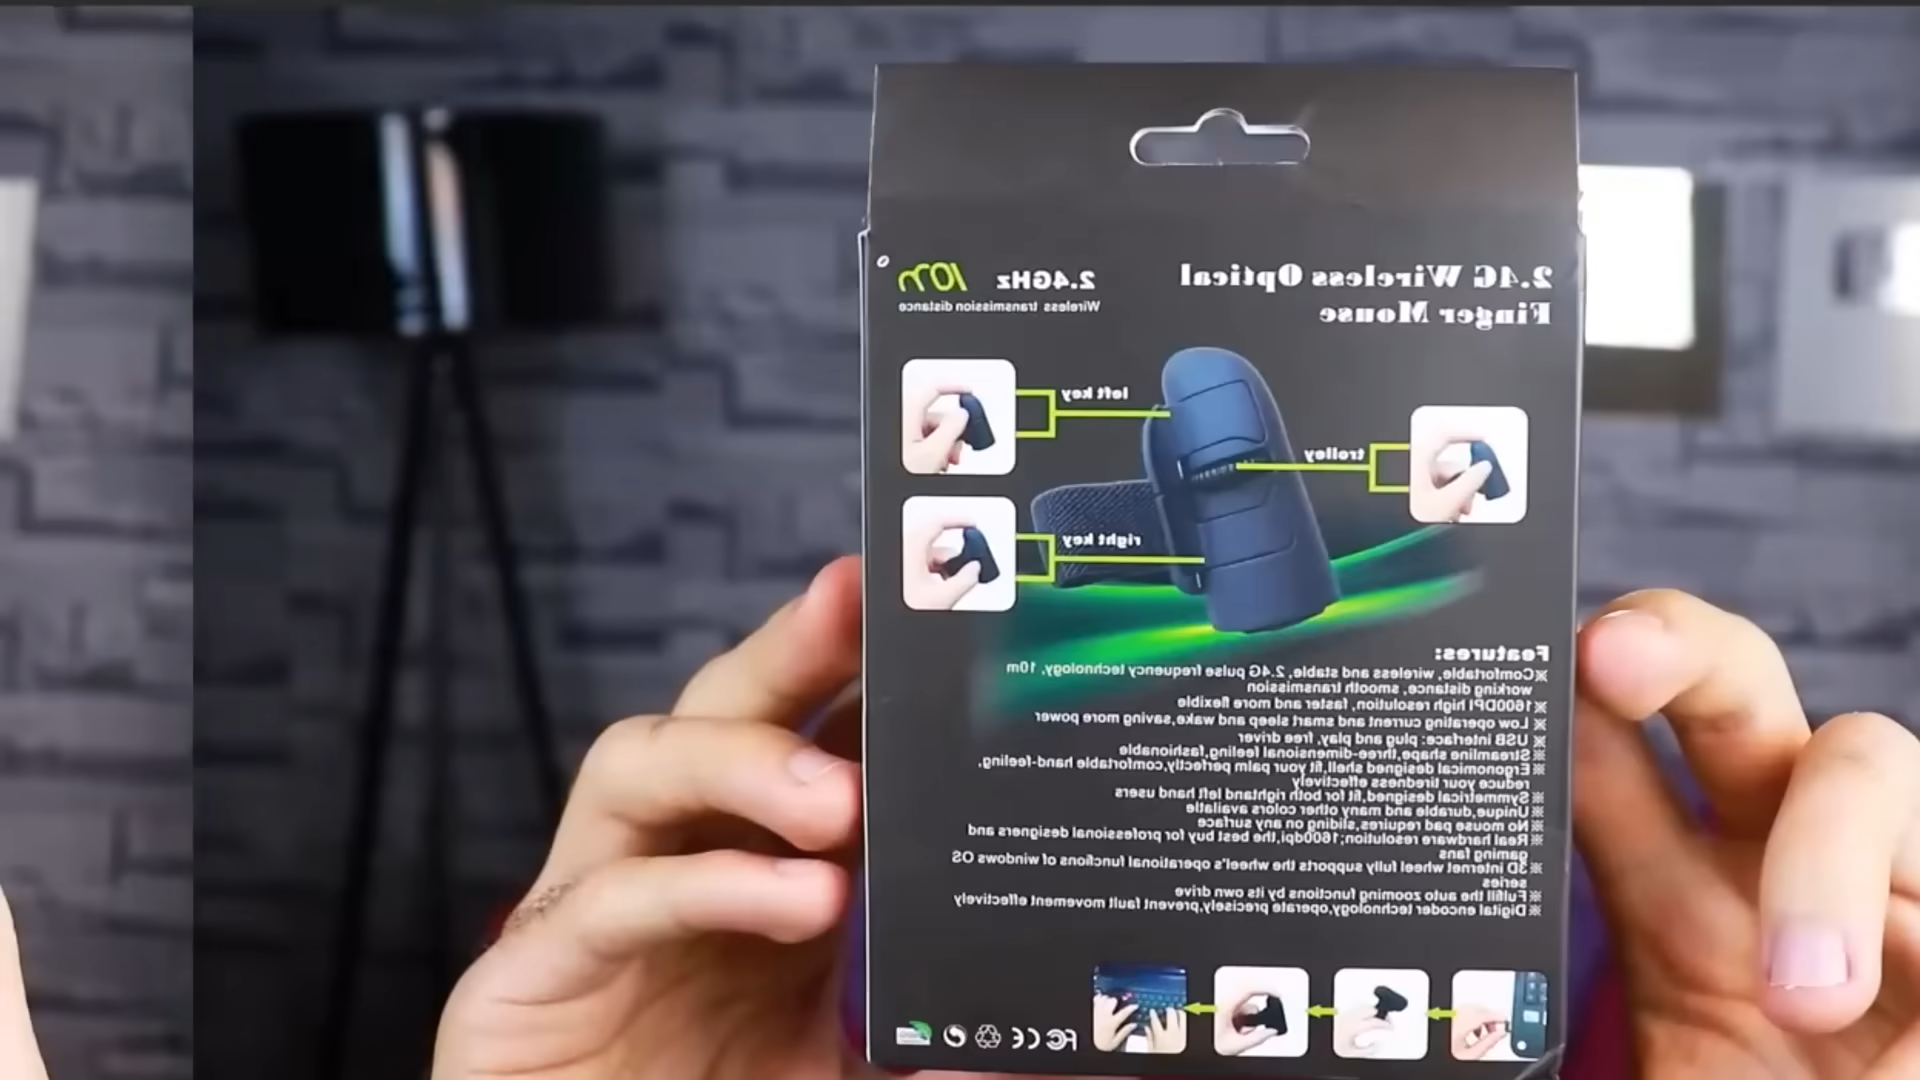 2.4G Wireless Optical
Finger Mouse
2.4GHz 10m
Wireless transmission distance
left key
trolley
right key
Features:
※Comfortable, wireless and stable, 2.4G pulse frequency technology, 10m
working distance, smooth transmission
※1600DPI high resolution, faster and more flexible
※ Low operating current and smart sleep and wake,saving more power
※ USB interface: plug and play, free driver
※Streamline shape,three-dimensional feeling,fashionable
※Ergonomical designed shell,fit your palm perfectly,comfortable hand-feeling,
reduce your tiredness effectively
※Symmetrical designed,fit for both rightand left hand users
※Unique,durable and many other colors available
※No mouse pad requires,sliding on any surface
※Real hardware resolution;1600dpi,the best buy for professional designers and
gaming fans
※3D internet wheel fully supports the wheel's operational functions of windows OS
series
※Fulfill the auto zooming functions by its own drive
※Digital encoder technology,operate precisely,prevent fault movement effectively
FC CE